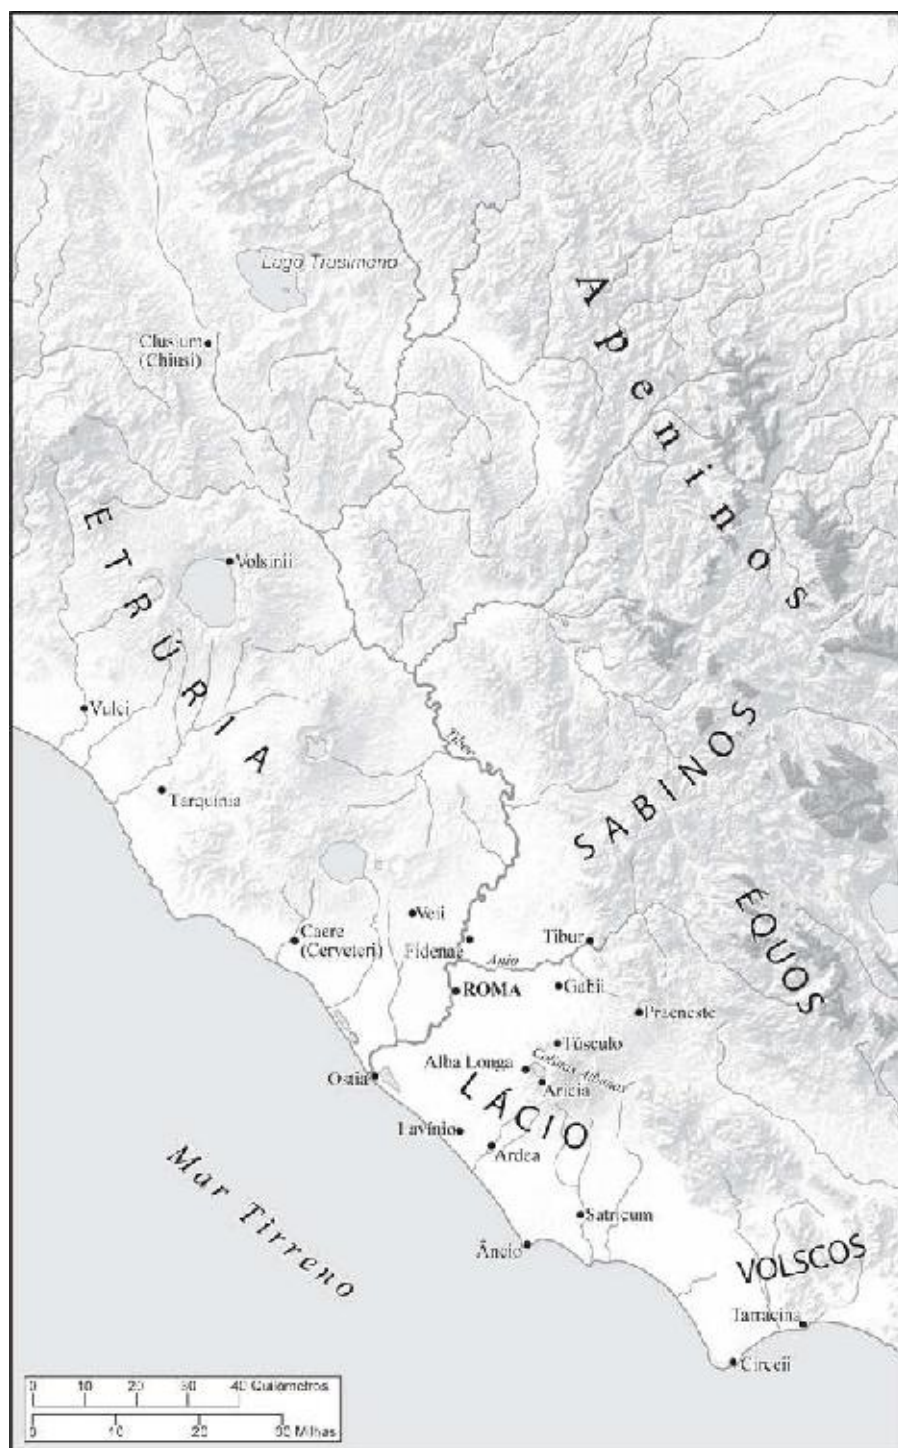 Lago Trasimeno
Apeninos
Clusium
(Chiusi)
ETRÚRIA
Volsinii
Vulci
Tibre
SABINOS
Tarquinia
ÉQUOS
Veii
Caere
(Cerveteri)
Fidenae
Tibur
Anio
ROMA
Gabii
Praeneste
Túsculo
Alba Longa
Colinas Albanas
Óstia
Aricia
LÁCIO
Lavínio
Ardea
Mar Tirreno
Satricum
Âncio
VOLSCOS
Tarracina
Circeii
0 10 20 30 40 Quilómetros
0 10 20 30 Milhas